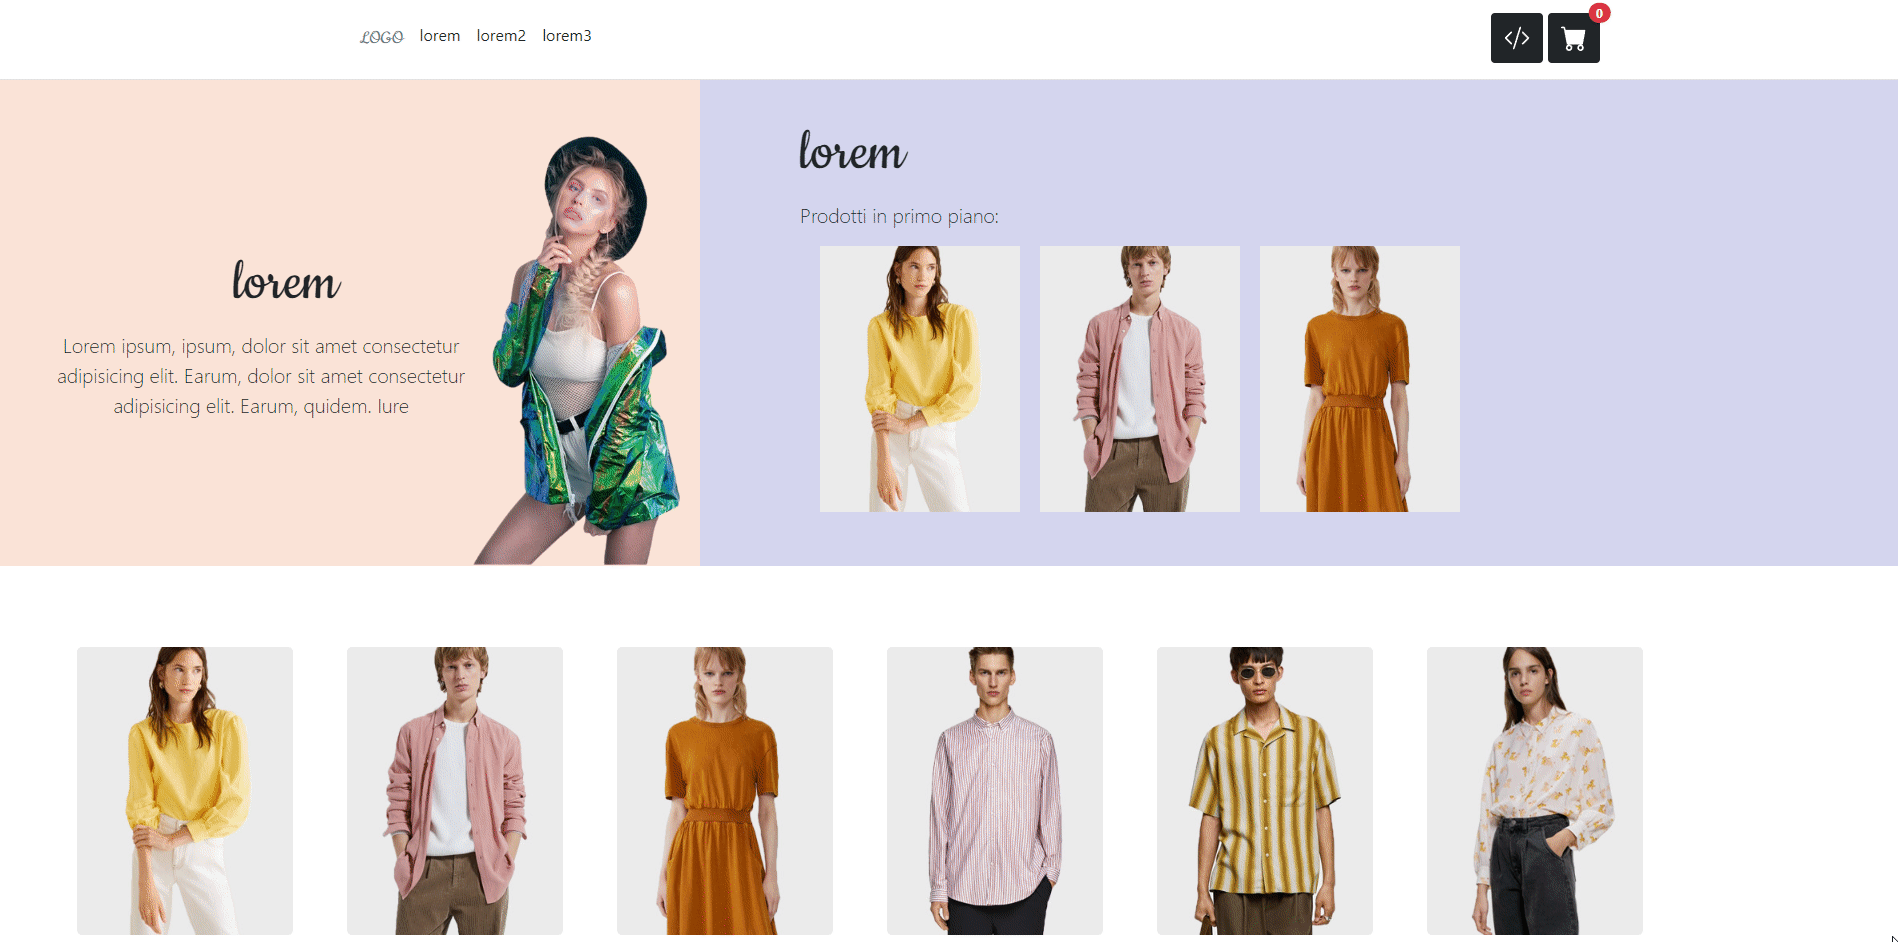 LOGO lorem lorem2 lorem3
0
lorem
Lorem ipsum, ipsum, dolor sit amet consectetur
adipisicing elit. Earum, dolor sit amet consectetur
adipisicing elit. Earum, quidem. Iure
lorem
Prodotti in primo piano: